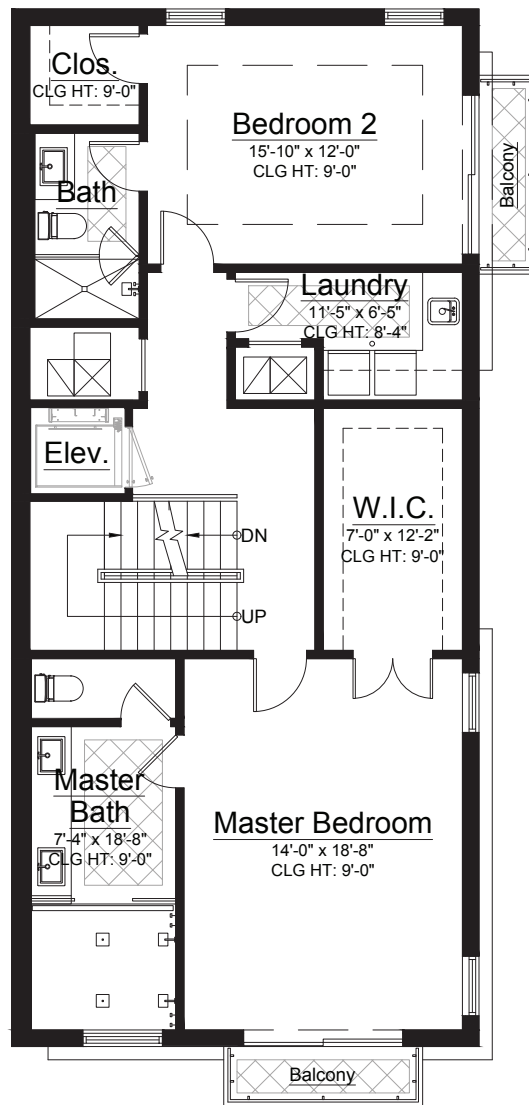 Clos.
CLG HT: 9'-0"
Bedroom 2
15'-10" x 12'-0"
CLG HT: 9'-0"
Balcony
Bath
Laundry
11'-5" x 6'-5"
CLG HT: 8'-4"
Elev.
W.I.C.
7'-0" x 12'-2"
CLG HT: 9'-0"
DN
UP
Master
Bath
7'-4" x 18'-8"
CLG HT: 9'-0"
Master Bedroom
14'-0" x 18'-8"
CLG HT: 9'-0"
Balcony